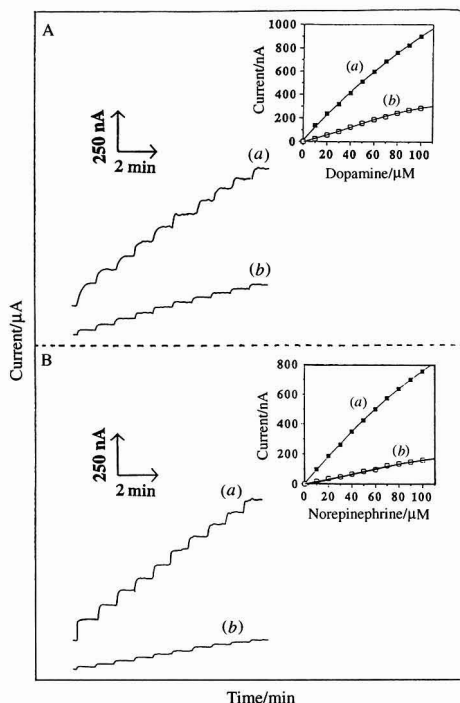 A
250 nA
2 min
(a)
(b)
Current/nA
1000
800
600
400
200
0
(a)
(b)
0 20 40 60 80 100
Dopamine/μM
Current/μA
B
250 nA
2 min
(a)
(b)
Current/nA
800
600
400
200
0
(a)
(b)
0 20 40 60 80 100
Norepinephrine/μM
Time/min